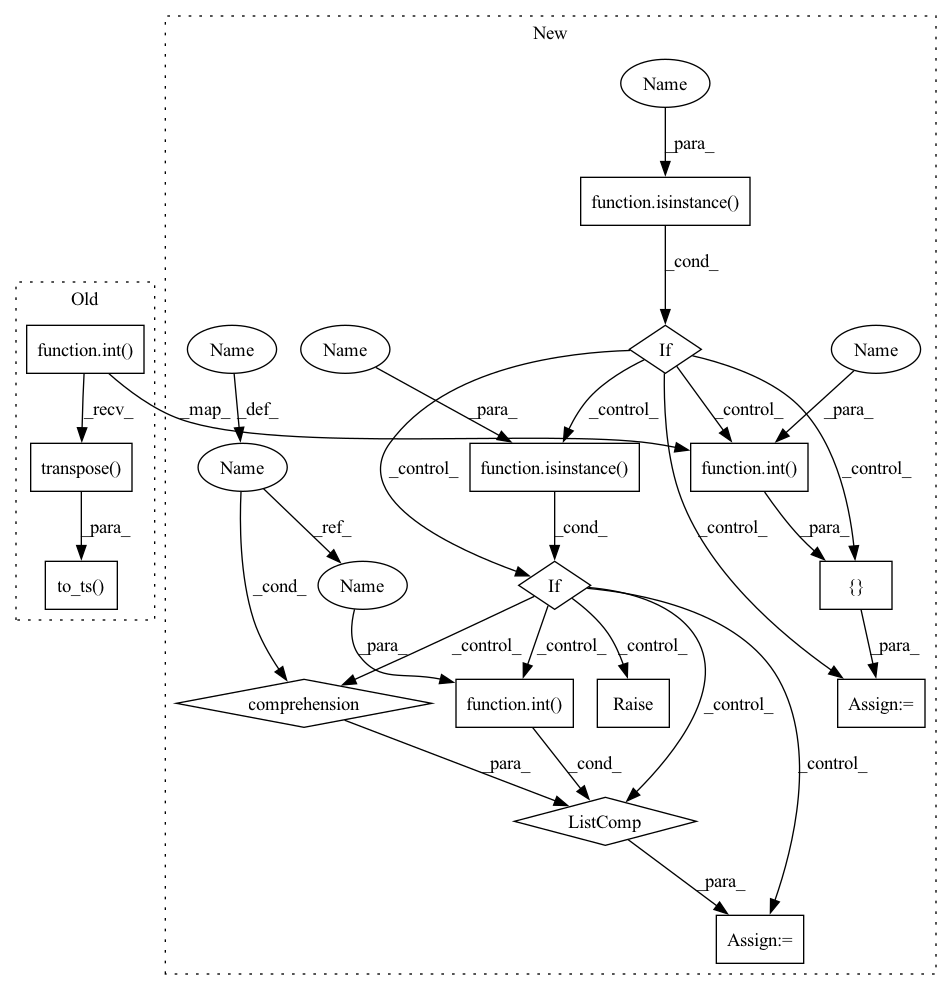 New
Name
_para_
function.isinstance()
_cond_
Old
function.int()
Name
Name
If
Name
_recv_
_map_
_def_
_para_
_control_
_control_
_para_
transpose()
Name
function.isinstance()
function.int()
_control_
_control_
_para_
_ref_
_cond_
_control_
_para_
to_ts()
Name
If
{}
_cond_
_para_
_control_
_control_
_control_
_para_
comprehension
function.int()
Raise
_control_
Assign:=
_para_
_cond_
_control_
ListComp
_para_
Assign:=